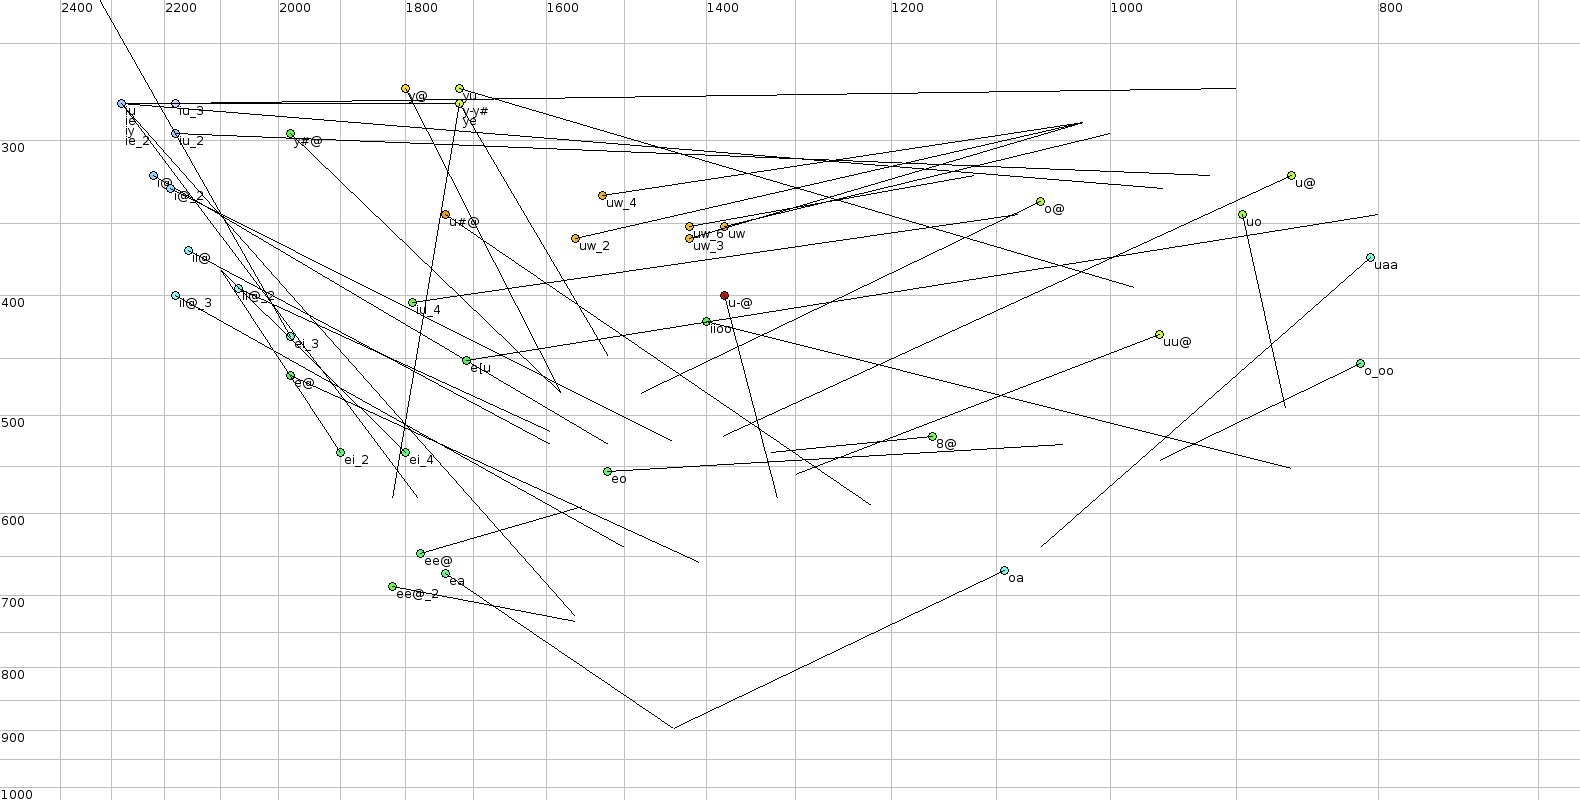 2400 2200 2000 1800 1600 1400 1200 1000 800
y@ yu
iu iu_3 y-y#
ie ye
iy
ie_2 iu_2 y#@
300
i@ u@
i@_2
uw_4 o@
u#@ uo
uw_6 uw
uw_2 uw_3
ii@ uaa
ii@_2
400
ii@_3 iu_4 u-@
iioo
ei_3 uu@
e[u o_oo
e@
500
8@
ei_2 ei_4
eo
600
ee@ oa
ea
ee@_2
700
800
900
1000